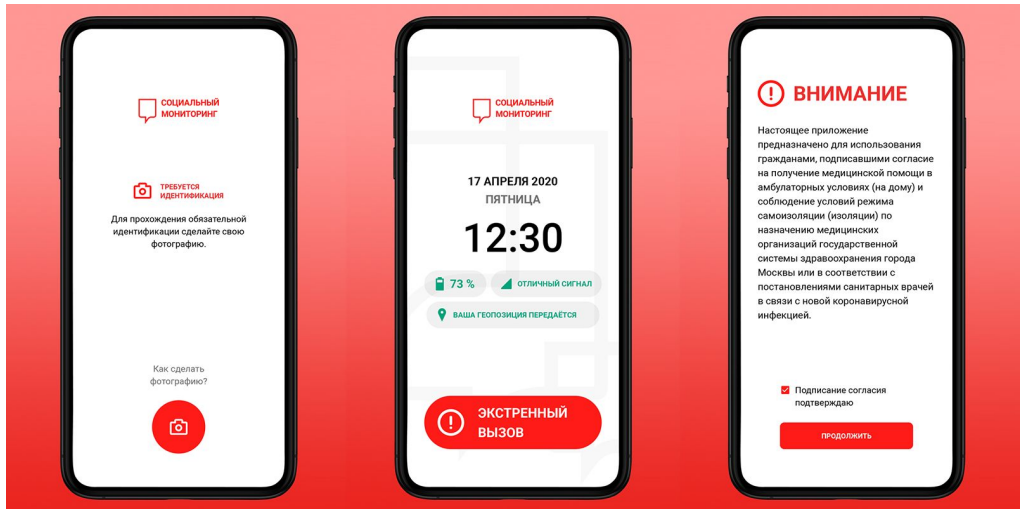 СОЦИАЛЬНЫЙ
МОНИТОРИНГ
ТРЕБУЕТСЯ
ИДЕНТИФИКАЦИЯ
Для прохождения обязательной
идентификации сделайте свою
фотографию.
Как сделать
фотографию?
СОЦИАЛЬНЫЙ
МОНИТОРИНГ
17 АПРЕЛЯ 2020
ПЯТНИЦА
12:30
73 %
ОТЛИЧНЫЙ СИГНАЛ
ВАША ГЕОПОЗИЦИЯ ПЕРЕДАЁТСЯ
ЭКСТРЕННЫЙ
ВЫЗОВ
ВНИМАНИЕ
Настоящее приложение
предназначено для использования
гражданами, подписавшими согласие
на получение медицинской помощи в
амбулаторных условиях (на дому) и
соблюдение условий режима
самоизоляции (изоляции) по
назначению медицинских
организаций государственной
системы здравоохранения города
Москвы или в соответствии с
постановлениями санитарных врачей
в связи с новой коронавирусной
инфекцией.
Подписание согласия
подтверждаю
ПРОДОЛЖИТЬ